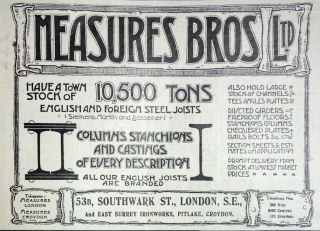 MEASURES BROS LTD
HAVE A TOWN
STOCK OF 10,500 TONS
ENGLISH AND FOREIGN STEEL JOISTS
(Siemens, Martin and Bessemer)
COLUMNS STANCHIONS
AND CASTINGS
OF EVERY DESCRIPTION
ALL OUR ENGLISH JOISTS
ARE BRANDED
ALSO HOLD LARGE
STOCK OF CHANNELS
TEES ANGLES PLATES &c
RIVETED GIRDERS
FIREPROOF FLOORS
STANCHIONS COLUMNS
CHEQUERED PLATES
RAILS BOLTS &c
SECTION SHEETS & ESTIMATES
ON APPLICATION
PROMPT DELIVERY FROM
STOCK AT LOWEST MARKET
PRICES
Telegrams
MEASURES
LONDON
MEASURES
CROYDON.
53B, SOUTHWARK ST., LONDON, S.E.,
And EAST SURREY IRONWORKS, PITLAKE, CROYDON.
Telephone Nos.